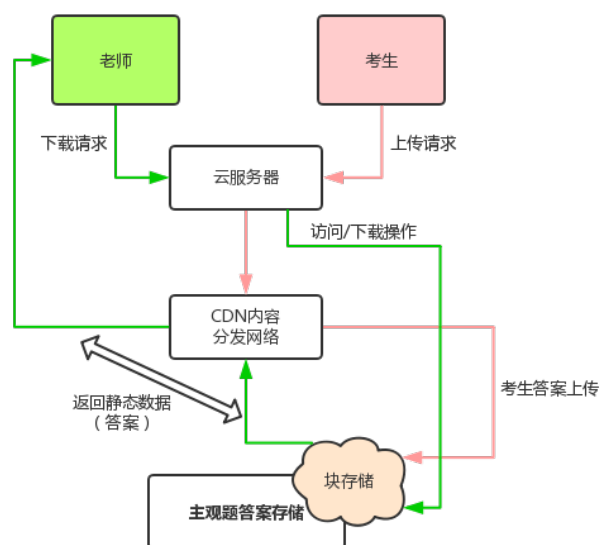 老师
考生
下载请求
上传请求
云服务器
访问/下载操作
CDN内容
分发网络
考生答案上传
返回静态数据
（答案）
块存储
主观题答案存储